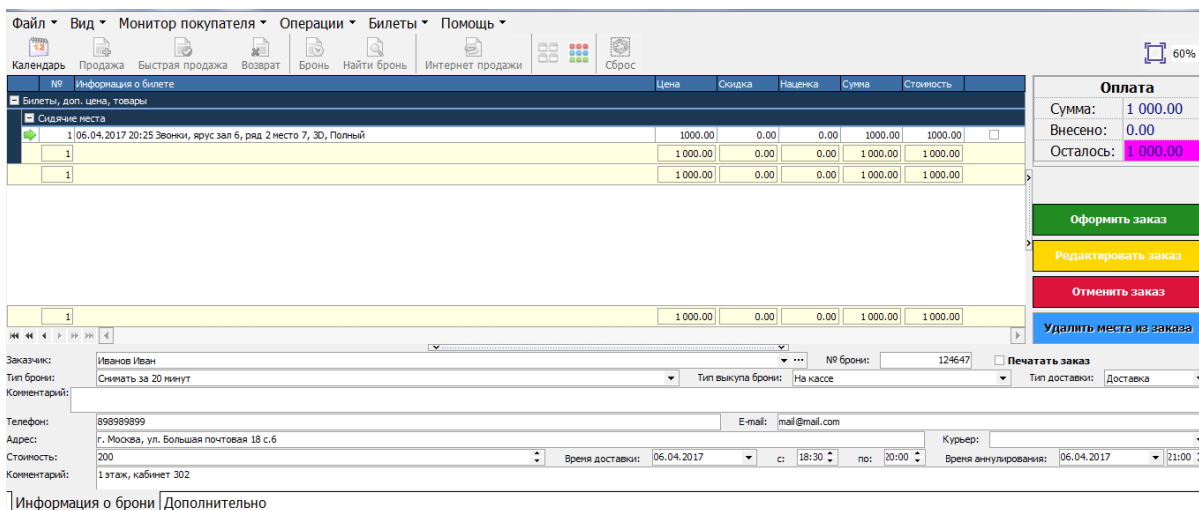 Файл Вид Монитор покупателя Операции Билеты Помощь
12
Календарь Продажа Быстрая продажа Возврат Бронь Найти бронь Интернет продажи Сброс 60%
№ Информация о билете Цена Скидка Наценка Сумма Стоимость
Билеты, доп. цена, товары
Сидячие места
1 06.04.2017 20:25 Звонки, ярус зал 6, ряд 2 место 7, 3D, Полный 1000.00 0.00 0.00 1000.00 1000.00
1 1 000.00 0.00 0.00 1 000.00 1 000.00
1 1 000.00 0.00 0.00 1 000.00 1 000.00
1 1 000.00 0.00 0.00 1 000.00 1 000.00
Оплата
Сумма: 1 000.00
Внесено: 0.00
Осталось: 1 000.00
Оформить заказ
Редактировать заказ
Отменить заказ
Удалить места из заказа
Заказчик: Иванов Иван № брони: 124647 Печатать заказ
Тип брони: Снимать за 20 минут Тип выкупа брони: На кассе Тип доставки: Доставка
Комментарий:
Телефон: 898989899 E-mail: mail@mail.com
Адрес: г. Москва, ул. Большая почтовая 18 с.6 Курьер:
Стоимость: 200 Время доставки: 06.04.2017 с: 18:30 по: 20:00 Время аннулирования: 06.04.2017 21:00
Комментарий: 1 этаж, кабинет 302
Информация о брони Дополнительно